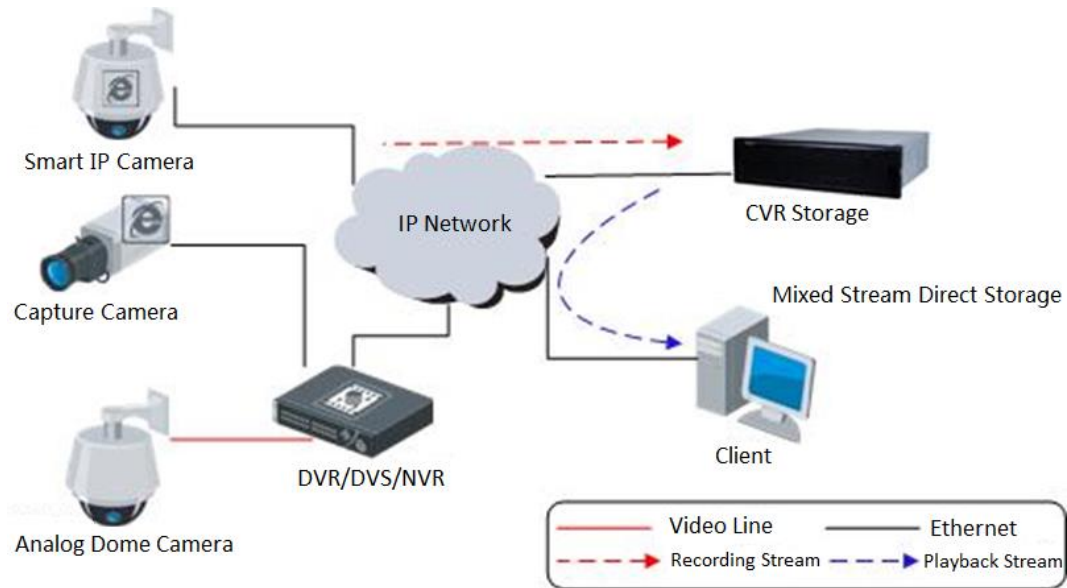 Smart IP Camera
IP Network
CVR Storage
Capture Camera
Mixed Stream Direct Storage
DVR/DVS/NVR
Client
Analog Dome Camera
Video Line
Ethernet
Recording Stream
Playback Stream